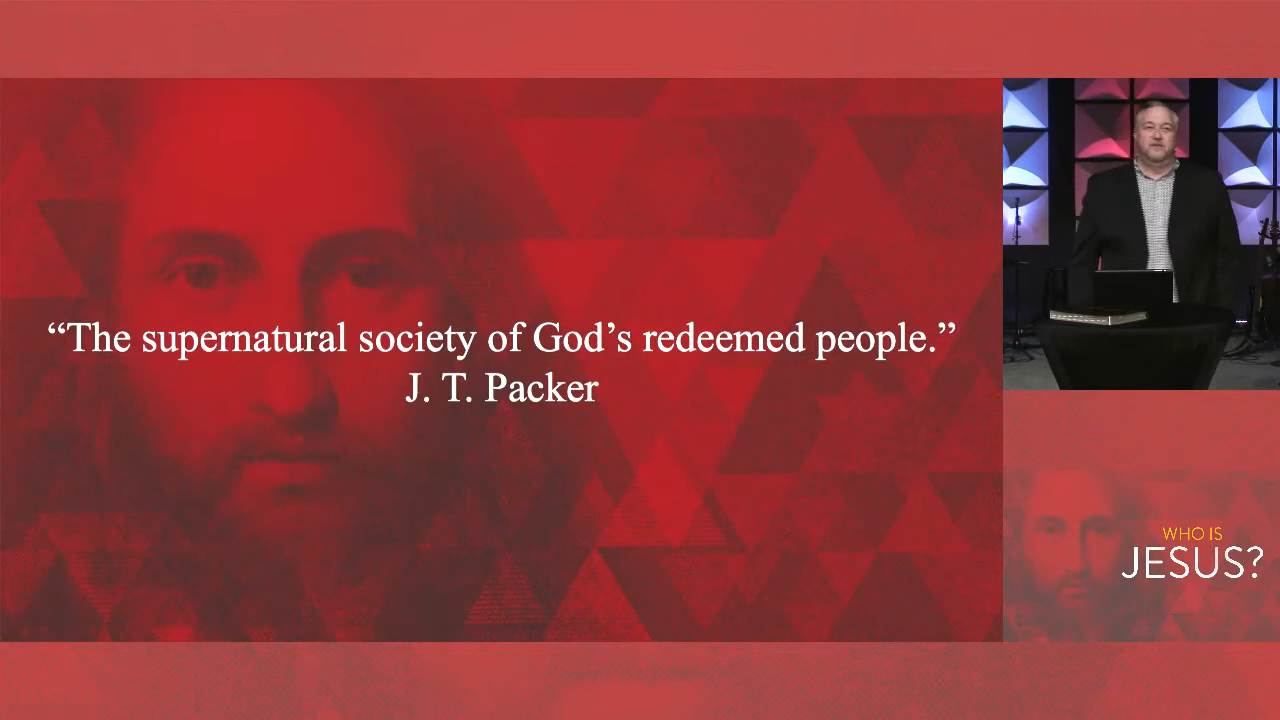 “The supernatural society of God’s redeemed people.”
J. T. Packer
WHO IS
JESUS?